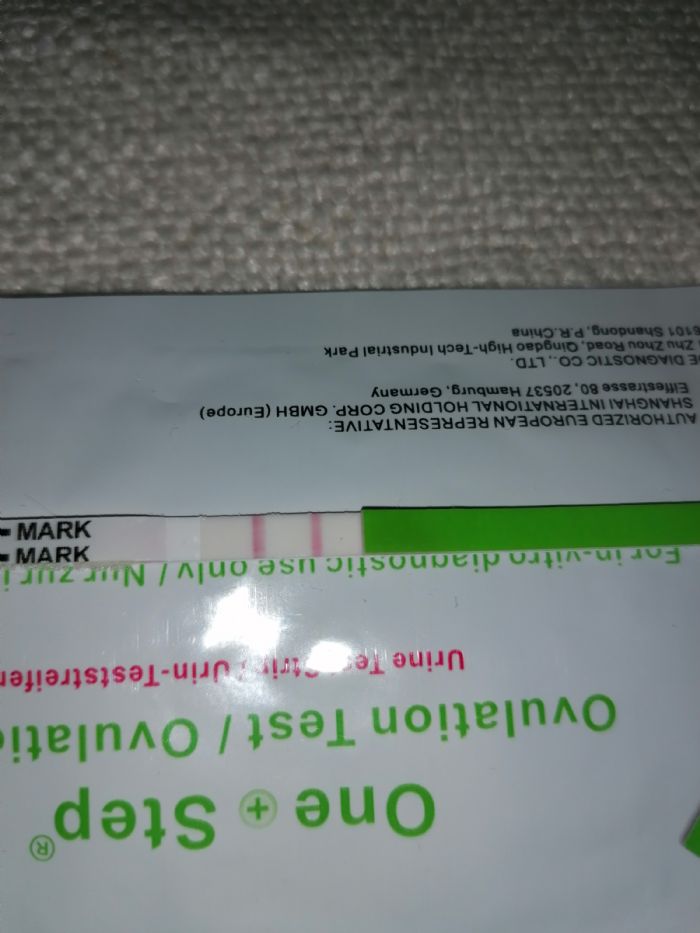 One + Step®
Ovulation Test / Ovulati
Urine Test Strip / Urin-Teststreifen
For in-vitro diagnostic use only / Nur zur i
MARK
MARK
AUTHORIZED EUROPEAN REPRESENTATIVE:
SHANGHAI INTERNATIONAL HOLDING CORP. GMBH (Europe)
Eiffestrasse 80, 20537 Hamburg, Germany
DIAGNOSTIC CO., LTD.
Zhu Zhou Road, Qingdao High-Tech Industrial Park
6101 Shandong, P.R.China